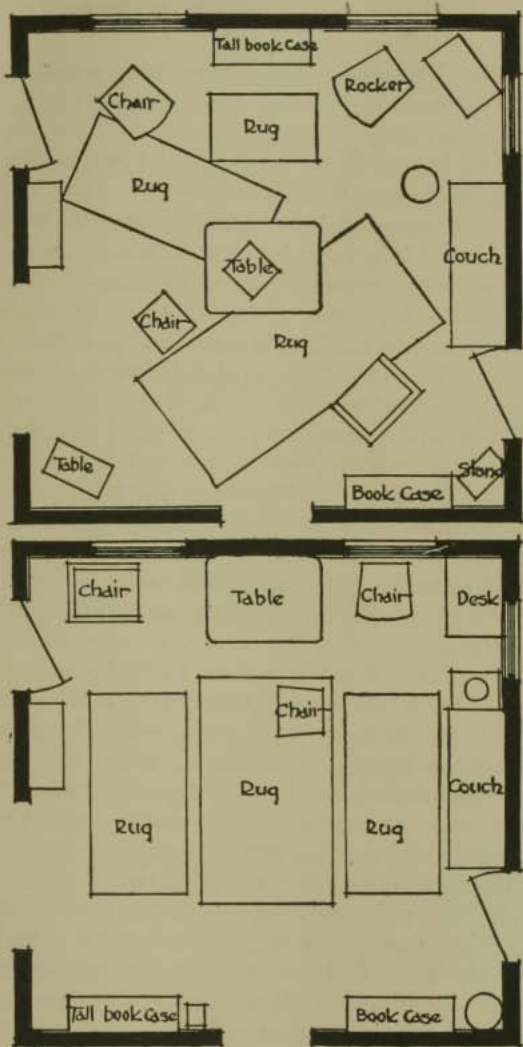 Tall book Case
Chair
Rocker
Rug
Rug
Couch
Table
Chair
Rug
Table
Stand
Book Case
Chair
Table
Chair
Desk
Chair
Rug
Couch
Rug
Rug
Tall book Case
Book Case